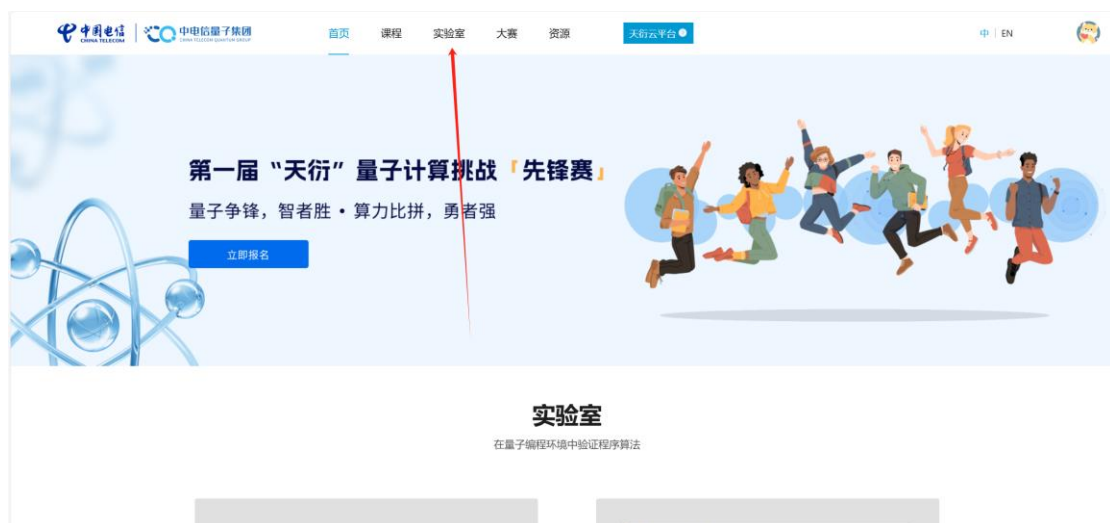 中国电信
CHINA TELECOM
中电信量子集团
CHINA TELECOM QUANTUM GROUP
首页 课程 实验室 大赛 资源 天衍云平台
中 | EN
第一届“天衍”量子计算挑战「先锋赛」
量子争锋，智者胜·算力比拼，勇者强
立即报名
实验室
在量子编程环境中验证程序算法